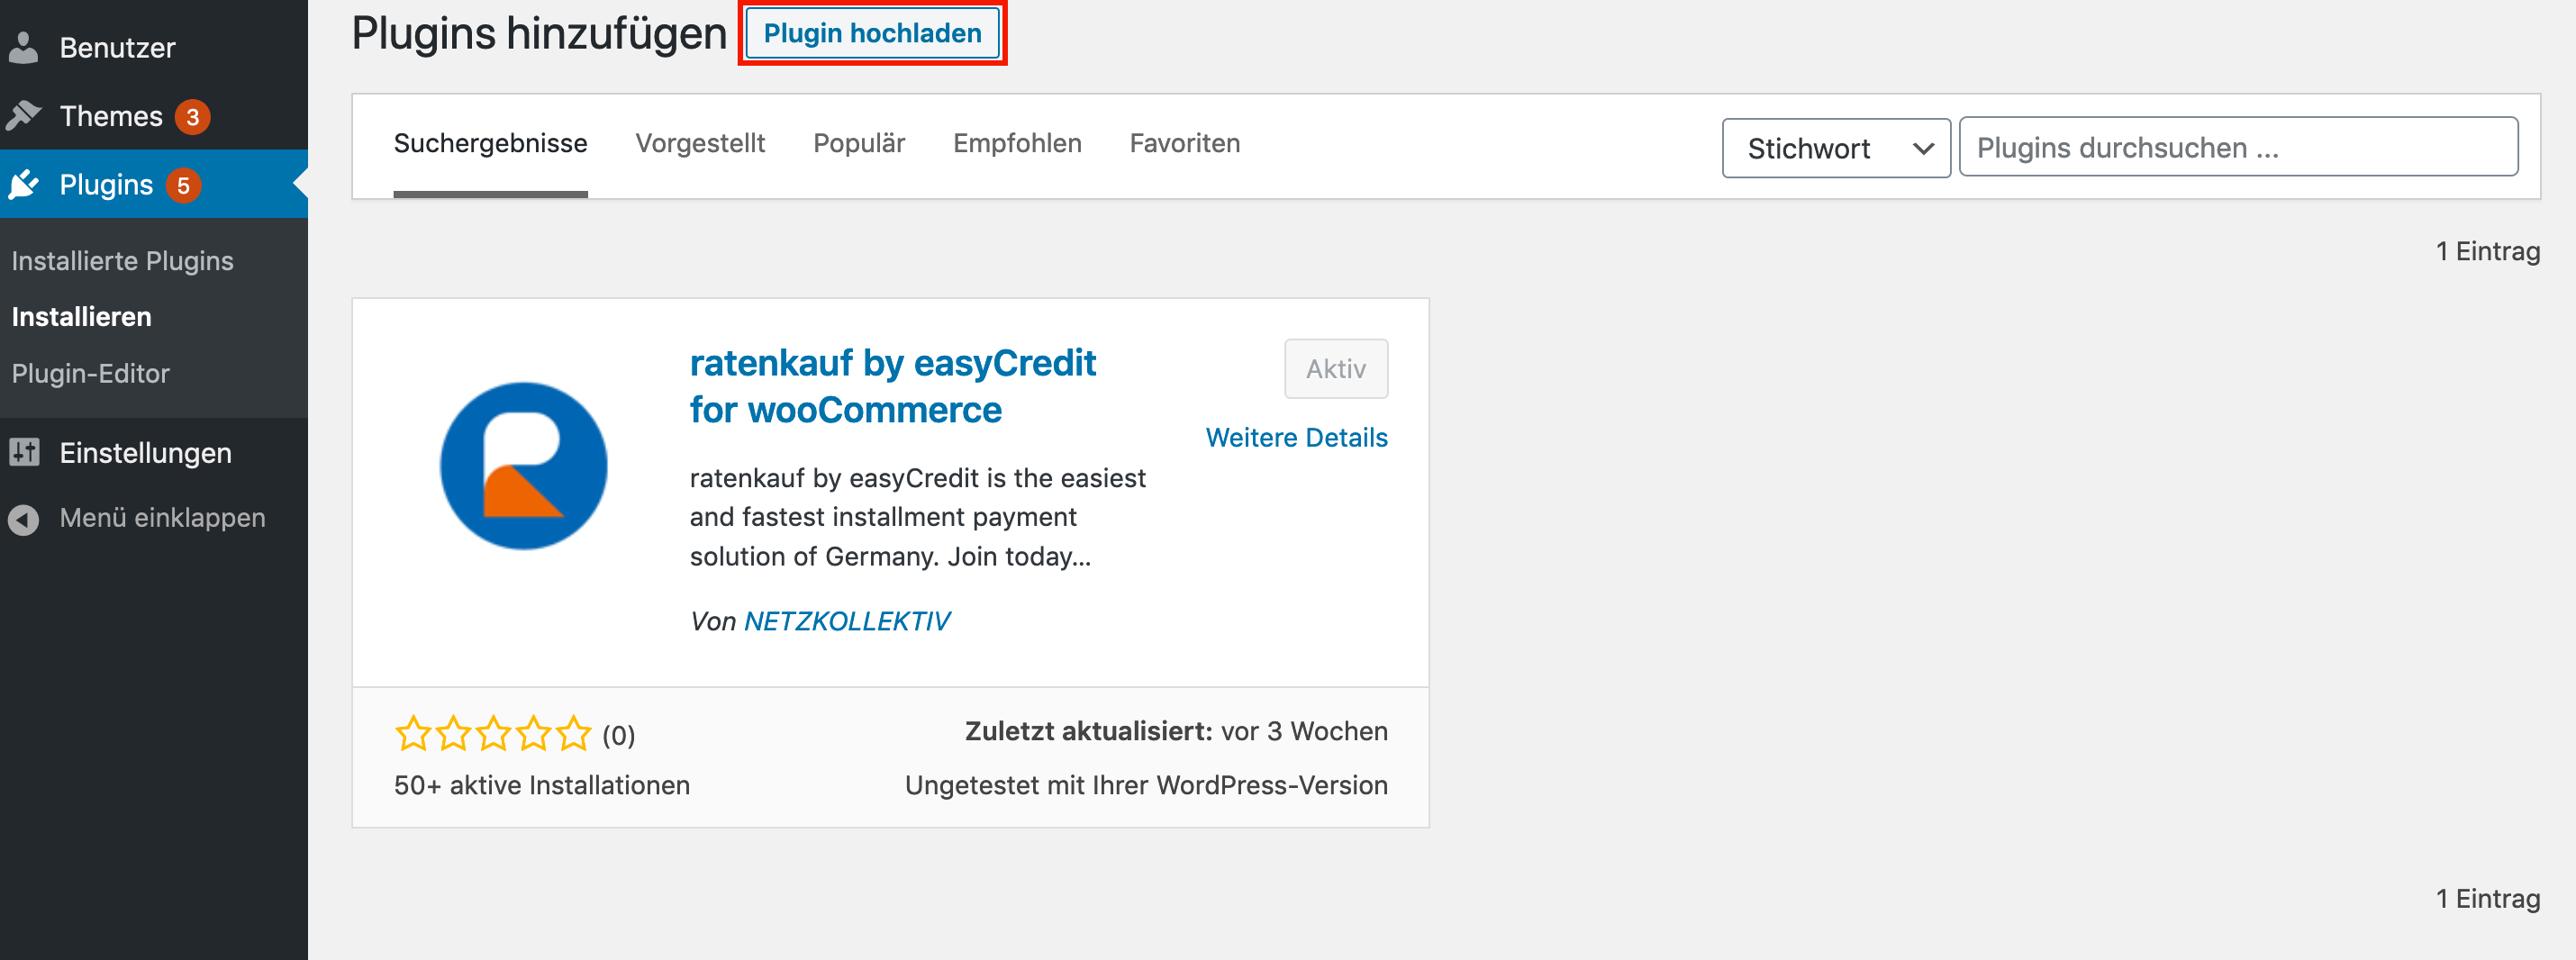 Benutzer
Themes 3
Plugins 5
Installierte Plugins
Installieren
Plugin-Editor
Einstellungen
Menü einklappen
Plugins hinzufügen
Plugin hochladen
Suchergebnisse Vorgestellt Populär Empfohlen Favoriten
Stichwort Plugins durchsuchen ...
1 Eintrag
ratenkauf by easyCredit
for wooCommerce
Aktiv
Weitere Details
ratenkauf by easyCredit is the easiest
and fastest installment payment
solution of Germany. Join today...
Von NETZKOLLEKTIV
(0)
50+ aktive Installationen
Zuletzt aktualisiert: vor 3 Wochen
Ungetestet mit Ihrer WordPress-Version
1 Eintrag